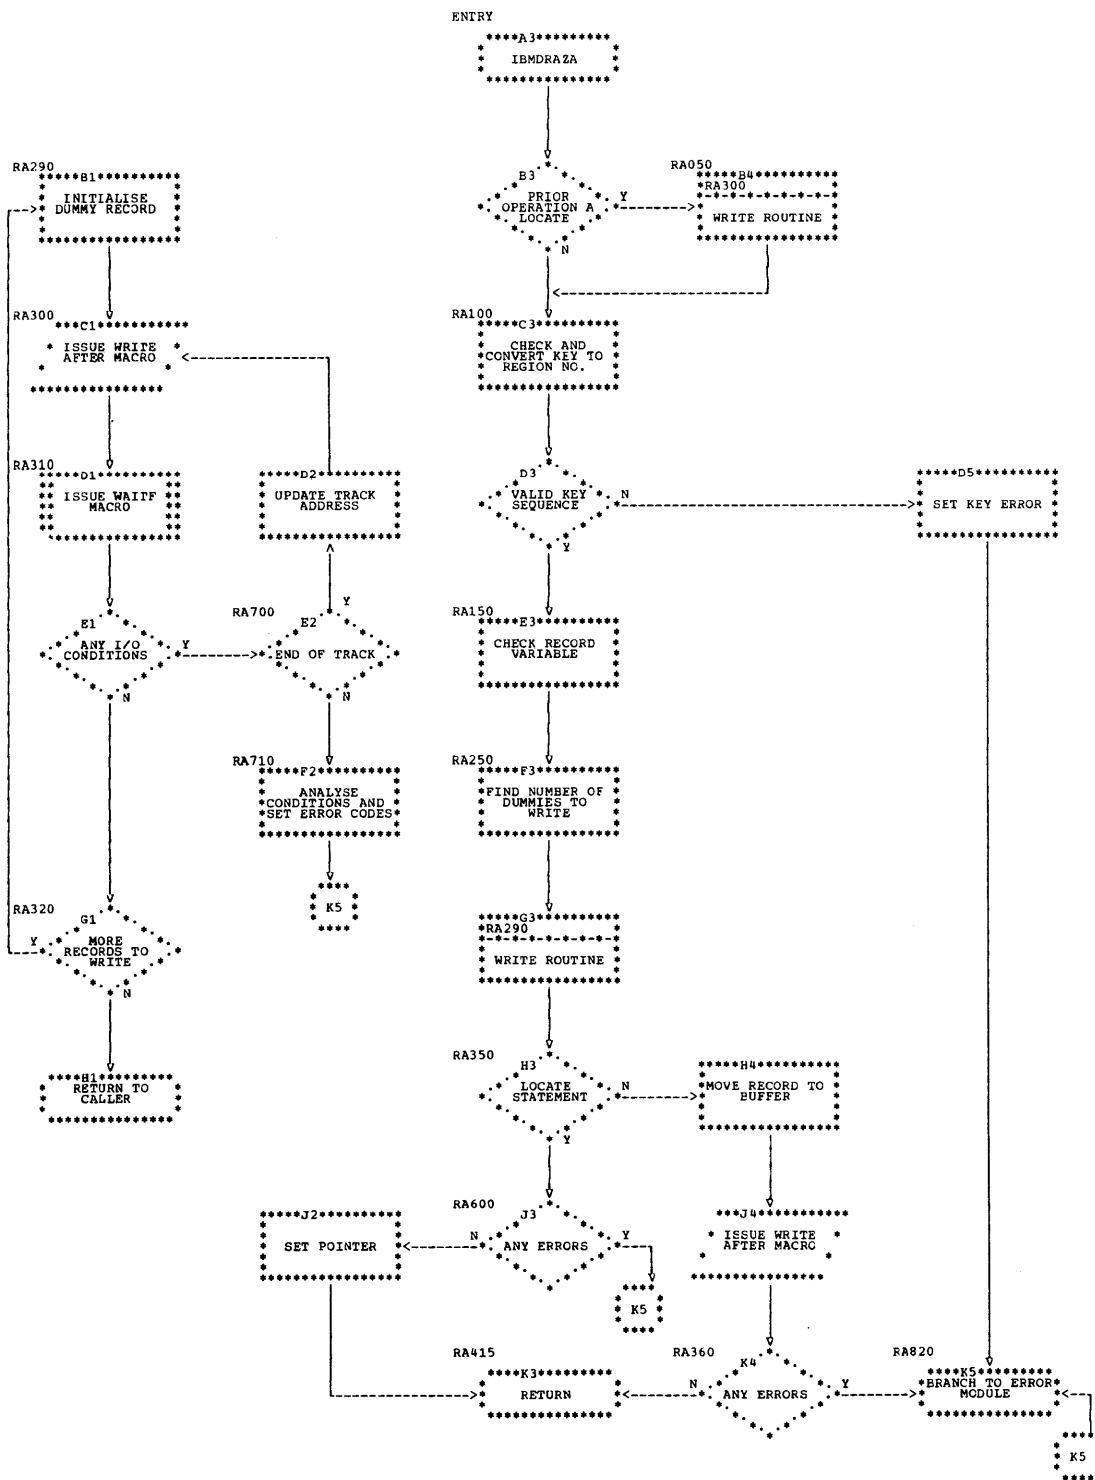 ENTRY
A3
IBMDRAZA
RA290
B1
INITIALISE
DUMMY RECORD
B3
PRIOR
OPERATION A
LOCATE
Y
N
RA050
B4
RA300
WRITE ROUTINE
RA300
C1
ISSUE WRITE
AFTER MACRO
RA100
C3
CHECK AND
CONVERT KEY TO
REGION NO.
RA310
D1
ISSUE WAITF
MACRO
D2
UPDATE TRACK
ADDRESS
D3
VALID KEY
SEQUENCE
N
Y
D5
SET KEY ERROR
E1
ANY I/O
CONDITIONS
Y
N
RA700
Y
E2
END OF TRACK
N
RA150
E3
CHECK RECORD
VARIABLE
RA710
F2
ANALYSE
CONDITIONS AND
SET ERROR CODES
K5
RA250
F3
FIND NUMBER OF
DUMMIES TO
WRITE
RA320
G1
Y
MORE
RECORDS TO
WRITE
N
G3
RA290
WRITE ROUTINE
H1
RETURN TO
CALLER
RA350
H3
LOCATE
STATEMENT
N
Y
H4
MOVE RECORD TO
BUFFER
J2
SET POINTER
RA600
J3
N
ANY ERRORS
Y
K5
J4
ISSUE WRITE
AFTER MACRO
RA415
K3
RETURN
RA360
K4
N
ANY ERRORS
Y
RA820
K5
BRANCH TO ERROR
MODULE
K5